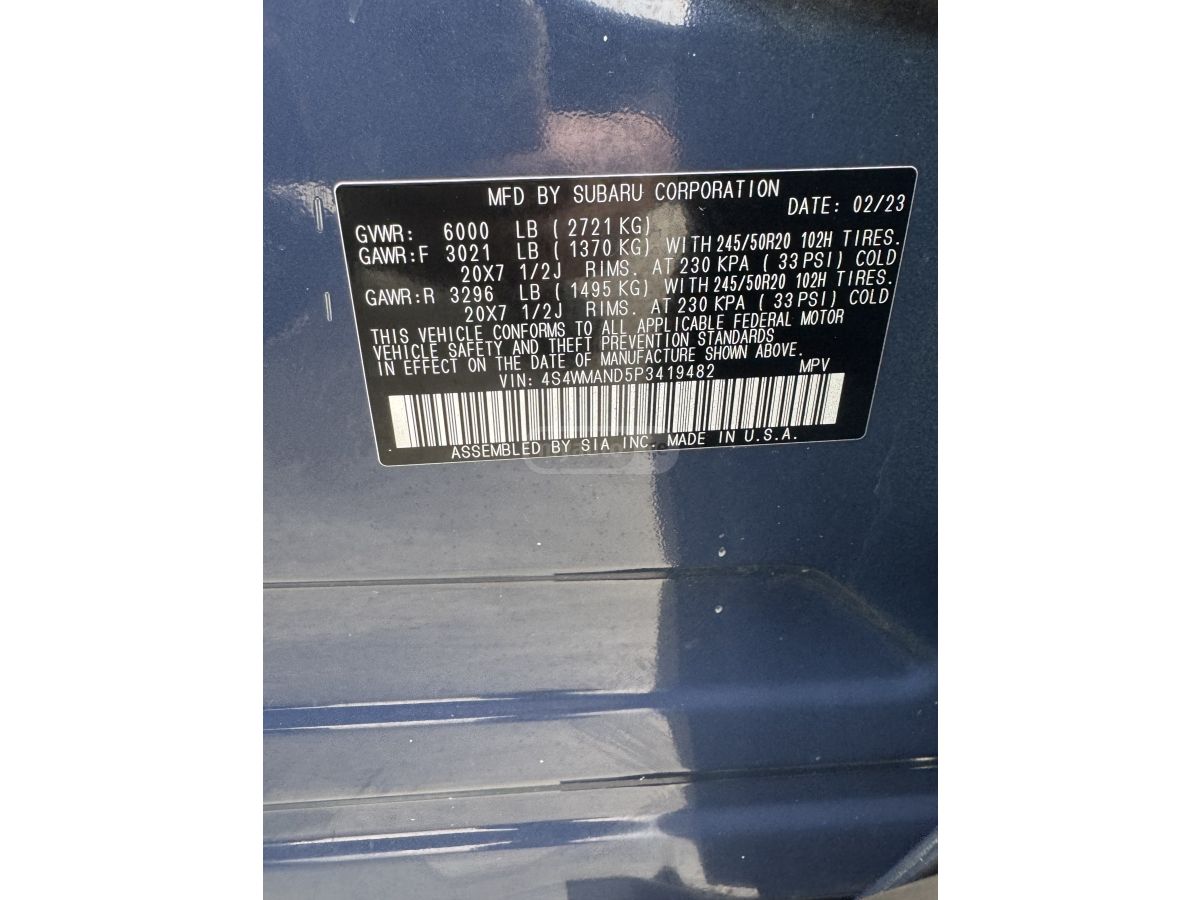 MFD BY SUBARU CORPORATION
DATE: 02/23
GVWR: 6000 LB ( 2721 KG)
GAWR:F 3021 LB ( 1370 KG) WITH 245/50R20 102H TIRES.
20X7 1/2J RIMS. AT 230 KPA ( 33 PSI) COLD
GAWR:R 3296 LB ( 1495 KG) WITH 245/50R20 102H TIRES.
20X7 1/2J RIMS. AT 230 KPA ( 33 PSI) COLD
THIS VEHICLE CONFORMS TO ALL APPLICABLE FEDERAL MOTOR
VEHICLE SAFETY AND THEFT PREVENTION STANDARDS
IN EFFECT ON THE DATE OF MANUFACTURE SHOWN ABOVE.
VIN: 4S4WMAND5P3419482 MPV
ASSEMBLED BY SIA INC. MADE IN U.S.A.